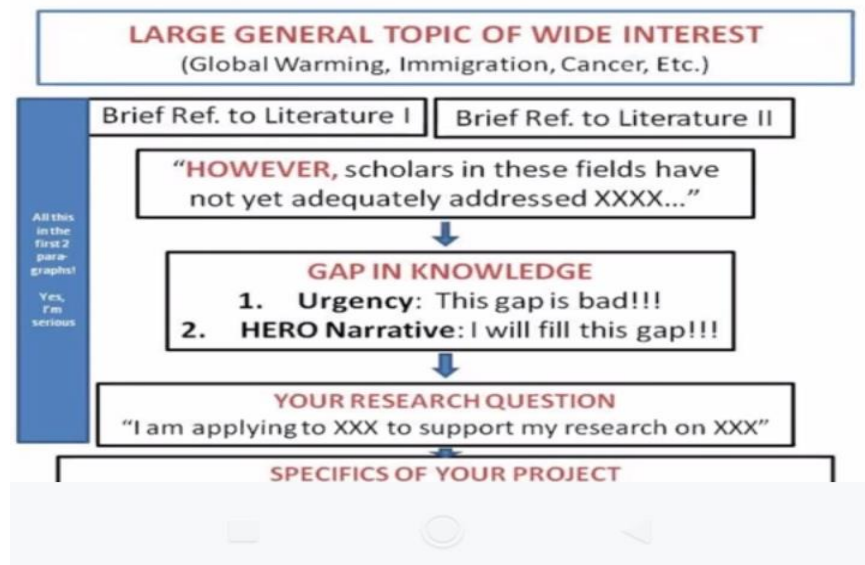 LARGE GENERAL TOPIC OF WIDE INTEREST
(Global Warming, Immigration, Cancer, Etc.)
Brief Ref. to Literature I
Brief Ref. to Literature II
“HOWEVER, scholars in these fields have
not yet adequately addressed XXXX...”
All this
in the
first 2
para-
graphs!
Yes,
I'm
serious
GAP IN KNOWLEDGE
1. Urgency: This gap is bad!!!
2. HERO Narrative: I will fill this gap!!!
YOUR RESEARCH QUESTION
“I am applying to XXX to support my research on XXX”
SPECIFICS OF YOUR PROJECT